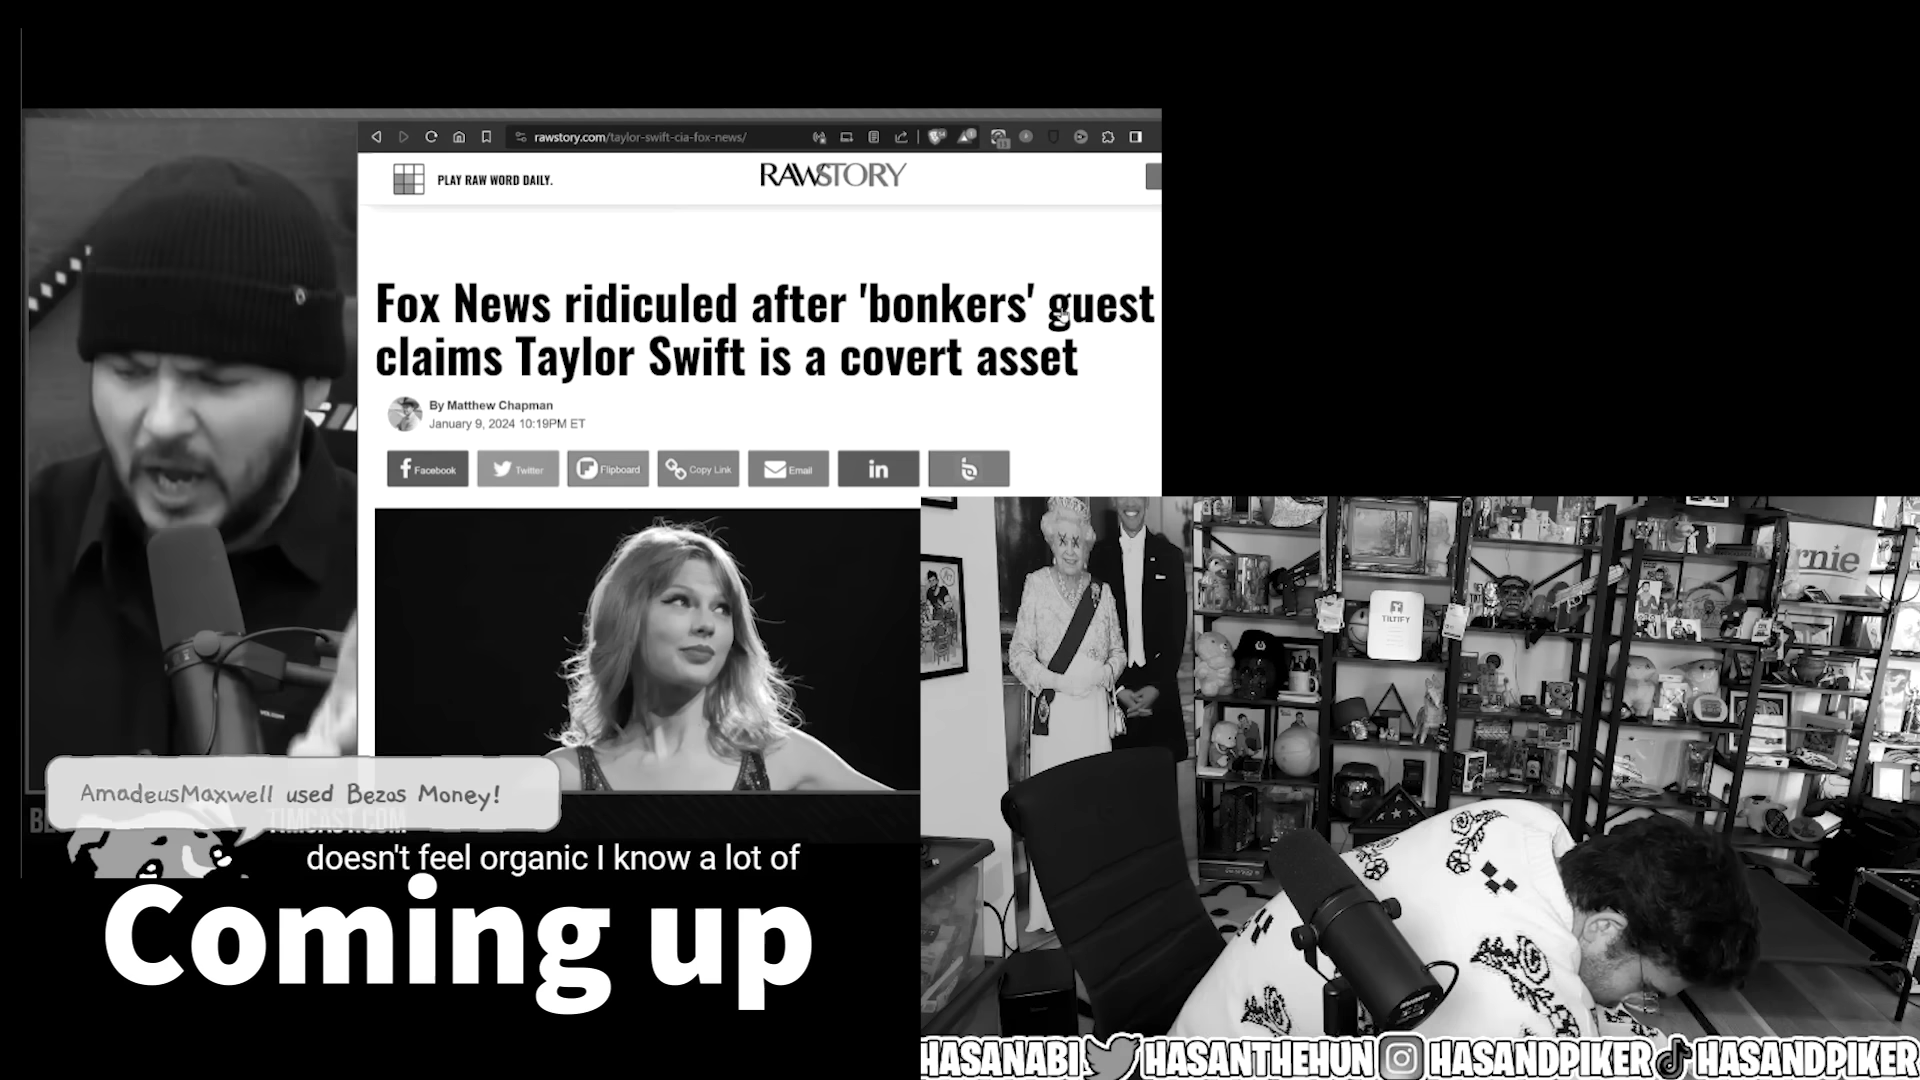 rawstory.com/taylor-swift-cia-fox-news/
PLAY RAW WORD DAILY.
RAWSTORY
Fox News ridiculed after 'bonkers' guest
claims Taylor Swift is a covert asset
By Matthew Chapman
January 9, 2024 10:19PM ET
Facebook
Twitter
Flipboard
Copy Link
Email
in
rnie
TILTIFY
AmadeusMaxwell used Bezos Money!
TIMCAST.COM
doesn't feel organic I know a lot of
Coming up
HASANABI HASANTHEHUN HASANDPIKER HASANDPIKER